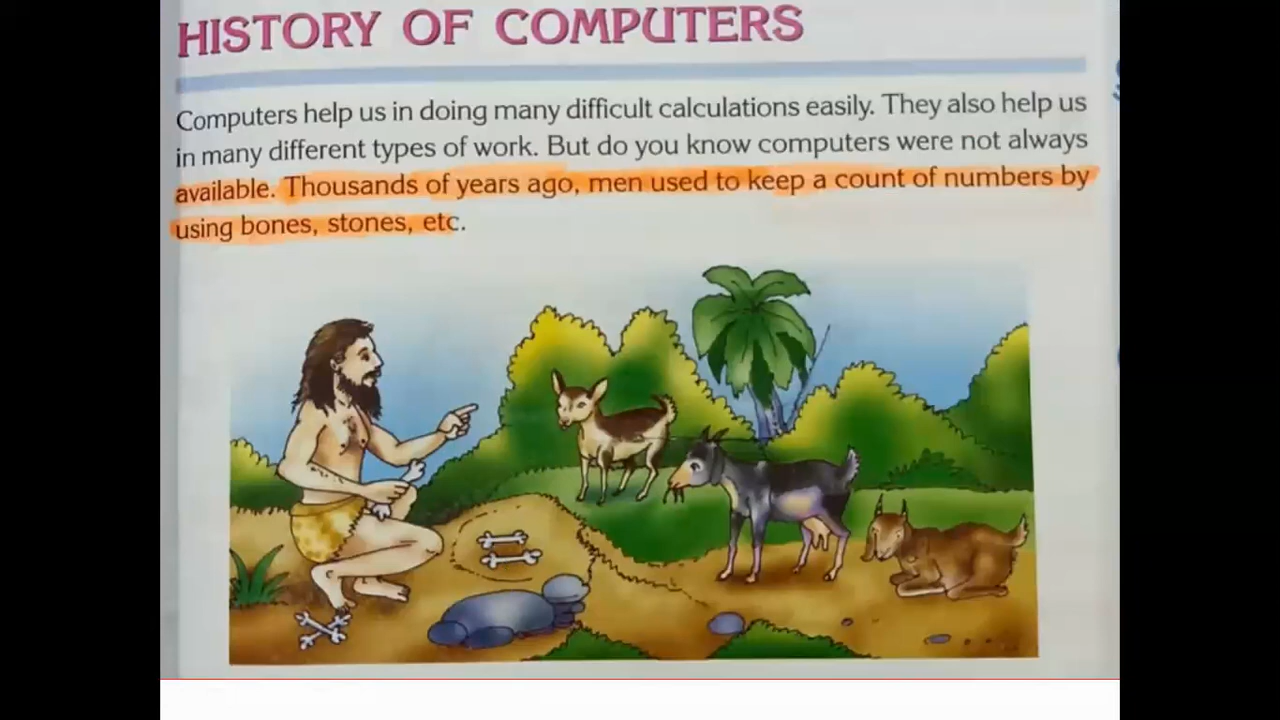 HISTORY OF COMPUTERS
Computers help us in doing many difficult calculations easily. They also help us
in many different types of work. But do you know computers were not always
available. Thousands of years ago, men used to keep a count of numbers by
using bones, stones, etc.